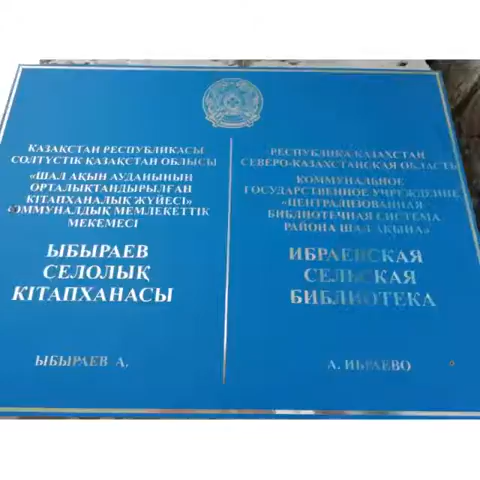 ҚАЗАҚСТАН РЕСПУБЛИКАСЫ
СОЛТҮСТІК ҚАЗАҚСТАН ОБЛЫСЫ
«ШАЛ АҚЫН АУДАНЫНЫҢ
ОРТАЛЫҚТАНДЫРЫЛҒАН
КІТАПХАНАЛЫҚ ЖҮЙЕСІ»
КОММУНАЛДЫҚ МЕМЛЕКЕТТІК
МЕКЕМЕСІ
ЫБЫРАЕВ
СЕЛОЛЫҚ
КІТАПХАНАСЫ
ЫБЫРАЕВ А.
РЕСПУБЛИКА КАЗАХСТАН
СЕВЕРО-КАЗАХСТАНСКАЯ ОБЛАСТЬ
КОММУНАЛЬНОЕ
ГОСУДАРСТВЕННОЕ УЧРЕЖДЕНИЕ
«ЦЕНТРАЛИЗОВАННАЯ
БИБЛИОТЕЧНАЯ СИСТЕМА
РАЙОНА ШАЛ АҚЫНА»
ИБРАЕВСКАЯ
СЕЛЬСКАЯ
БИБЛИОТЕКА
А. ИБРАЕВО